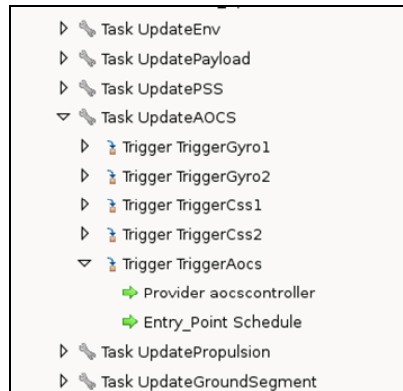 Task UpdateEnv
Task UpdatePayload
Task UpdatePSS
Task UpdateAOCS
Trigger TriggerGyro1
Trigger TriggerGyro2
Trigger TriggerCss1
Trigger TriggerCss2
Trigger TriggerAocs
Provider aocscontroller
Entry_Point Schedule
Task UpdatePropulsion
Task UpdateGroundSegment